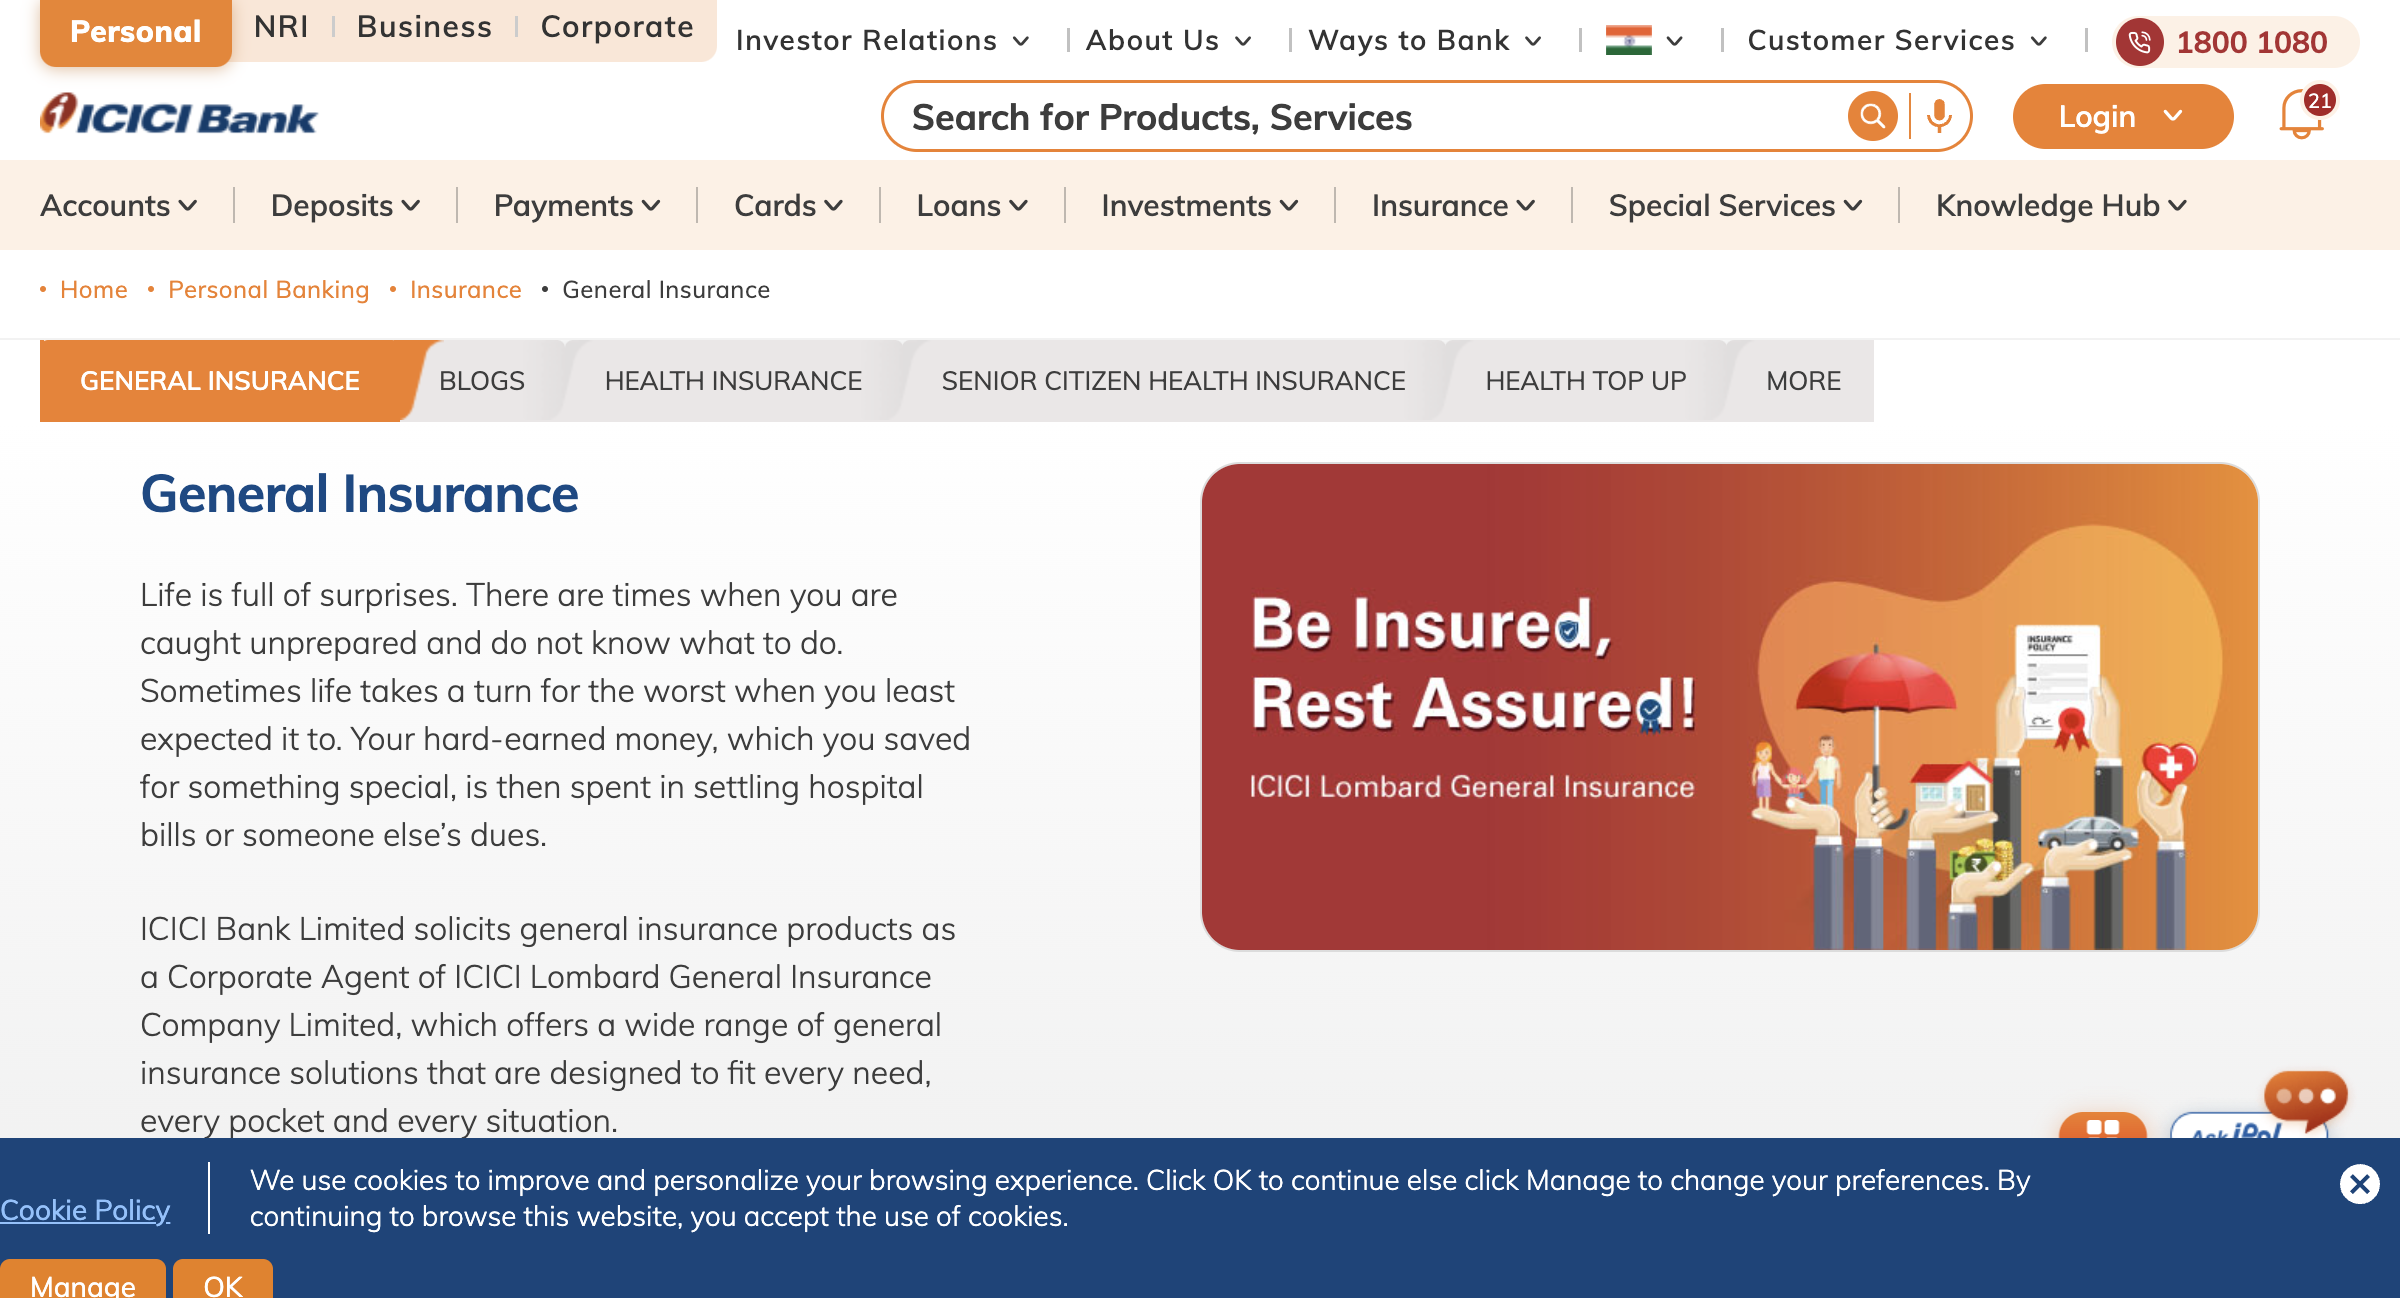 Personal
NRI
Business
Corporate
Investor Relations
About Us
Ways to Bank
Customer Services
1800 1080
ICICI Bank
Search for Products, Services
Login
21
Accounts
Deposits
Payments
Cards
Loans
Investments
Insurance
Special Services
Knowledge Hub
• Home • Personal Banking • Insurance • General Insurance
GENERAL INSURANCE
BLOGS
HEALTH INSURANCE
SENIOR CITIZEN HEALTH INSURANCE
HEALTH TOP UP
MORE
General Insurance
Life is full of surprises. There are times when you are
caught unprepared and do not know what to do.
Sometimes life takes a turn for the worst when you least
expected it to. Your hard-earned money, which you saved
for something special, is then spent in settling hospital
bills or someone else’s dues.
ICICI Bank Limited solicits general insurance products as
a Corporate Agent of ICICI Lombard General Insurance
Company Limited, which offers a wide range of general
insurance solutions that are designed to fit every need,
every pocket and every situation.
Be Insured,
Rest Assured!
ICICI Lombard General Insurance
INSURANCE
POLICY
₹
Ask iPal
Cookie Policy
We use cookies to improve and personalize your browsing experience. Click OK to continue else click Manage to change your preferences. By
continuing to browse this website, you accept the use of cookies.
Manage
OK